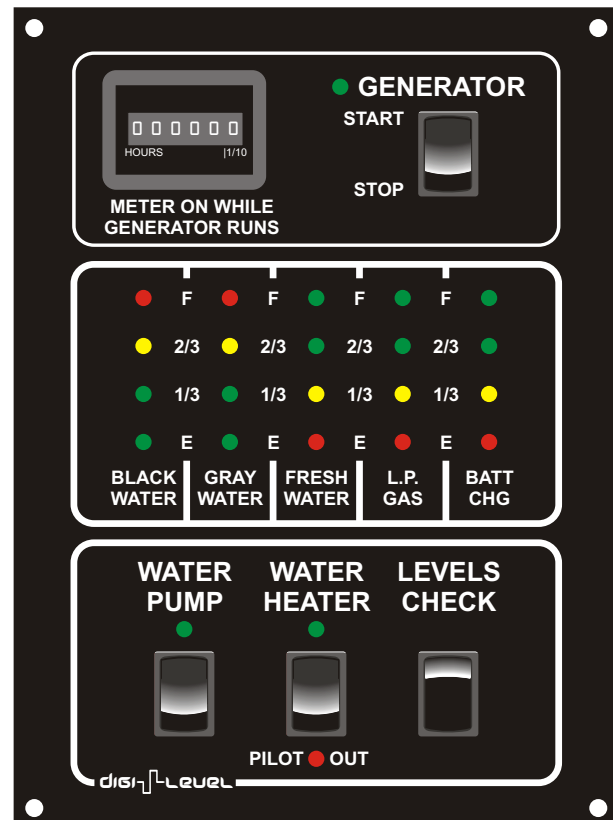 GENERATOR
START
000000
HOURS |1/10
STOP
METER ON WHILE
GENERATOR RUNS
F F F F
2/3 2/3 2/3 2/3
1/3 1/3 1/3 1/3
E E E E
BLACK WATER
GRAY WATER
FRESH WATER
L.P. GAS
BATT CHG
WATER PUMP
WATER HEATER
LEVELS CHECK
PILOT OUT
DIGI-LEVEL